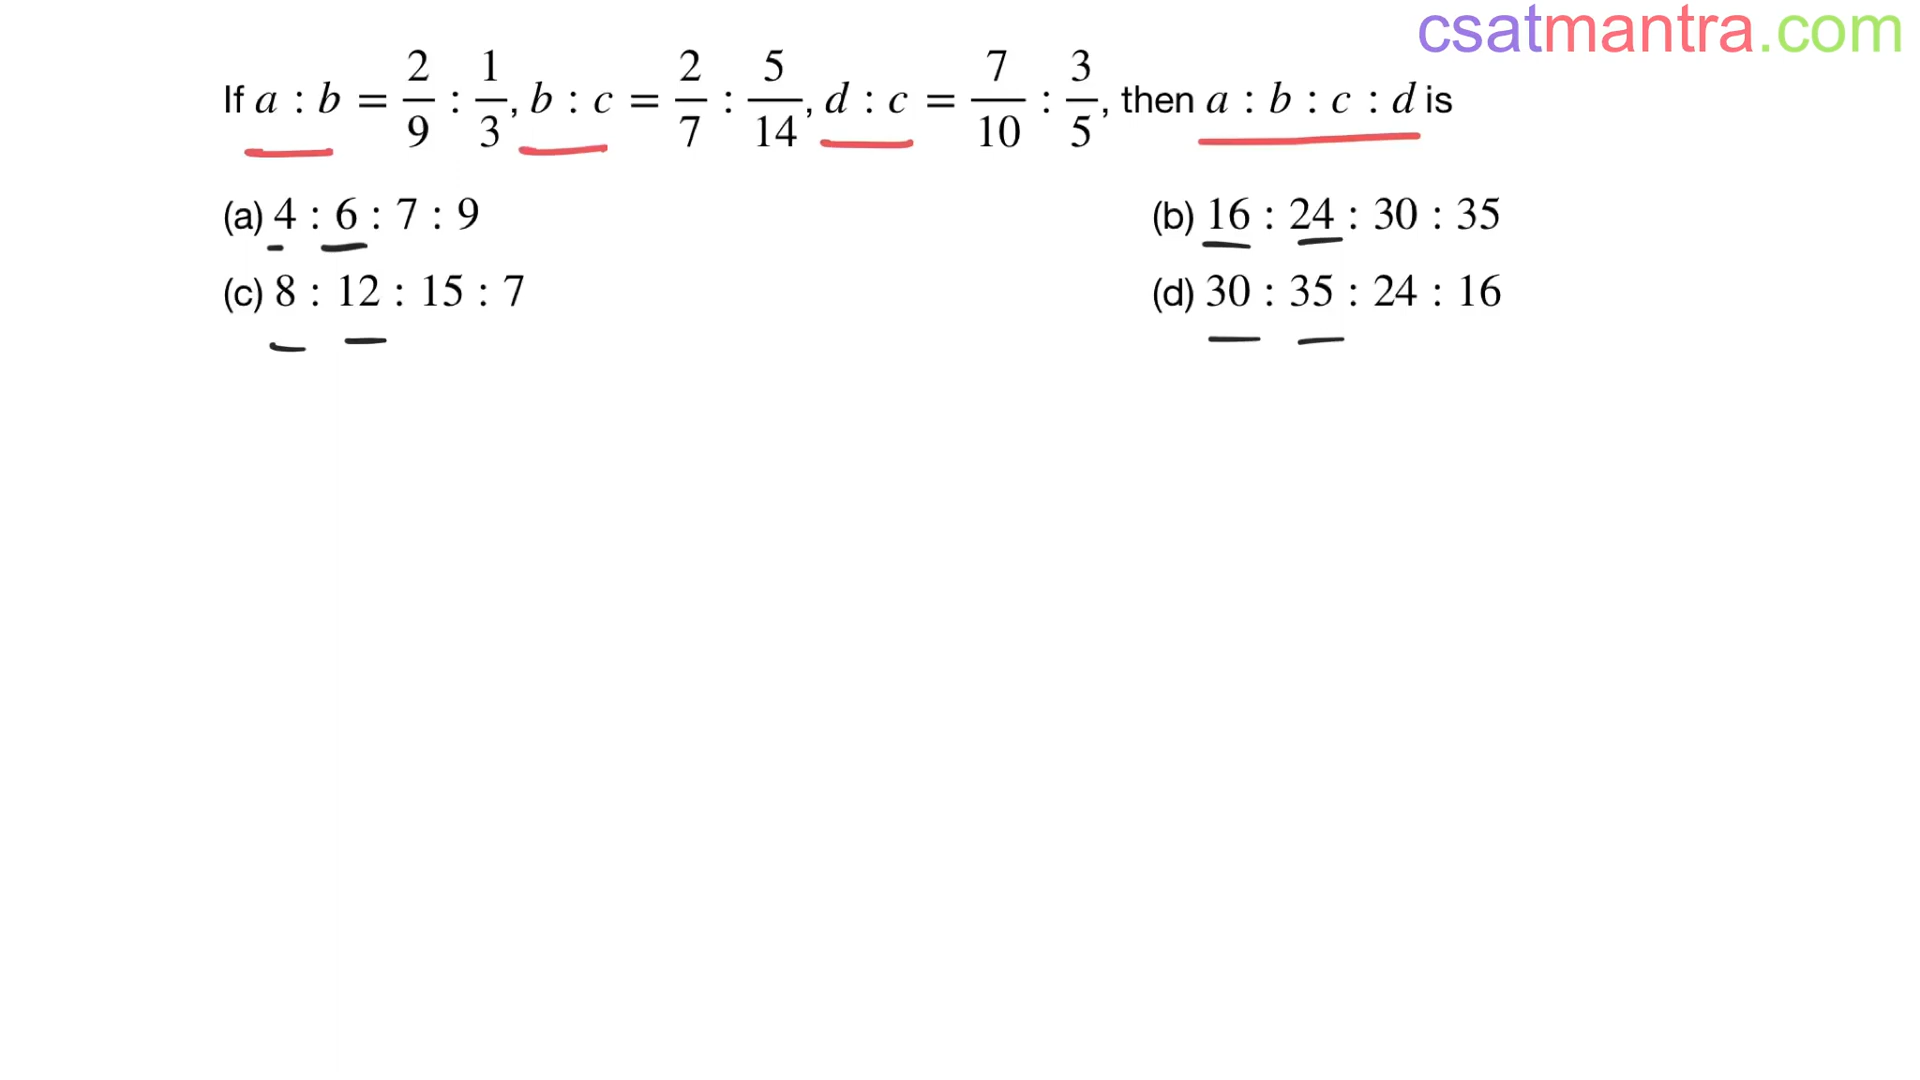 csatmantra.com
If a : b = 2/9 : 1/3, b : c = 2/7 : 5/14, d : c = 7/10 : 3/5, then a : b : c : d is
(a) 4 : 6 : 7 : 9 (b) 16 : 24 : 30 : 35
(c) 8 : 12 : 15 : 7 (d) 30 : 35 : 24 : 16